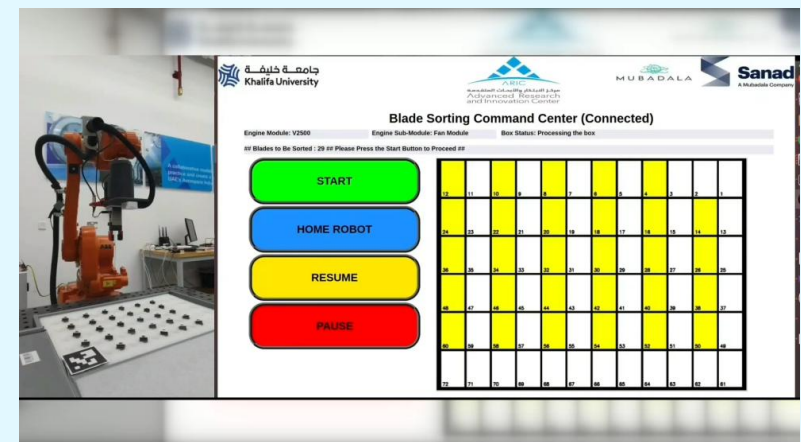 جامعـة خليفـة
Khalifa University
ARIC
Advanced Research
and Innovation Center
MUBADALA
Sanad
A Mubadala Company
Blade Sorting Command Center (Connected)
Engine Module: V2500 Engine Sub-Module: Fan Module Box Status: Processing the box
## Blades to Be Sorted : 29 ## Please Press the Start Button to Proceed ##
START
HOME ROBOT
RESUME
PAUSE
12 11 10 9 8 7 6 5 4 3 2 1
24 23 22 21 20 19 18 17 16 15 14 13
36 35 34 33 32 31 30 29 28 27 26 25
48 47 46 45 44 43 42 41 40 39 38 37
60 59 58 57 56 55 54 53 52 51 50 49
72 71 70 69 68 67 66 65 64 63 62 61